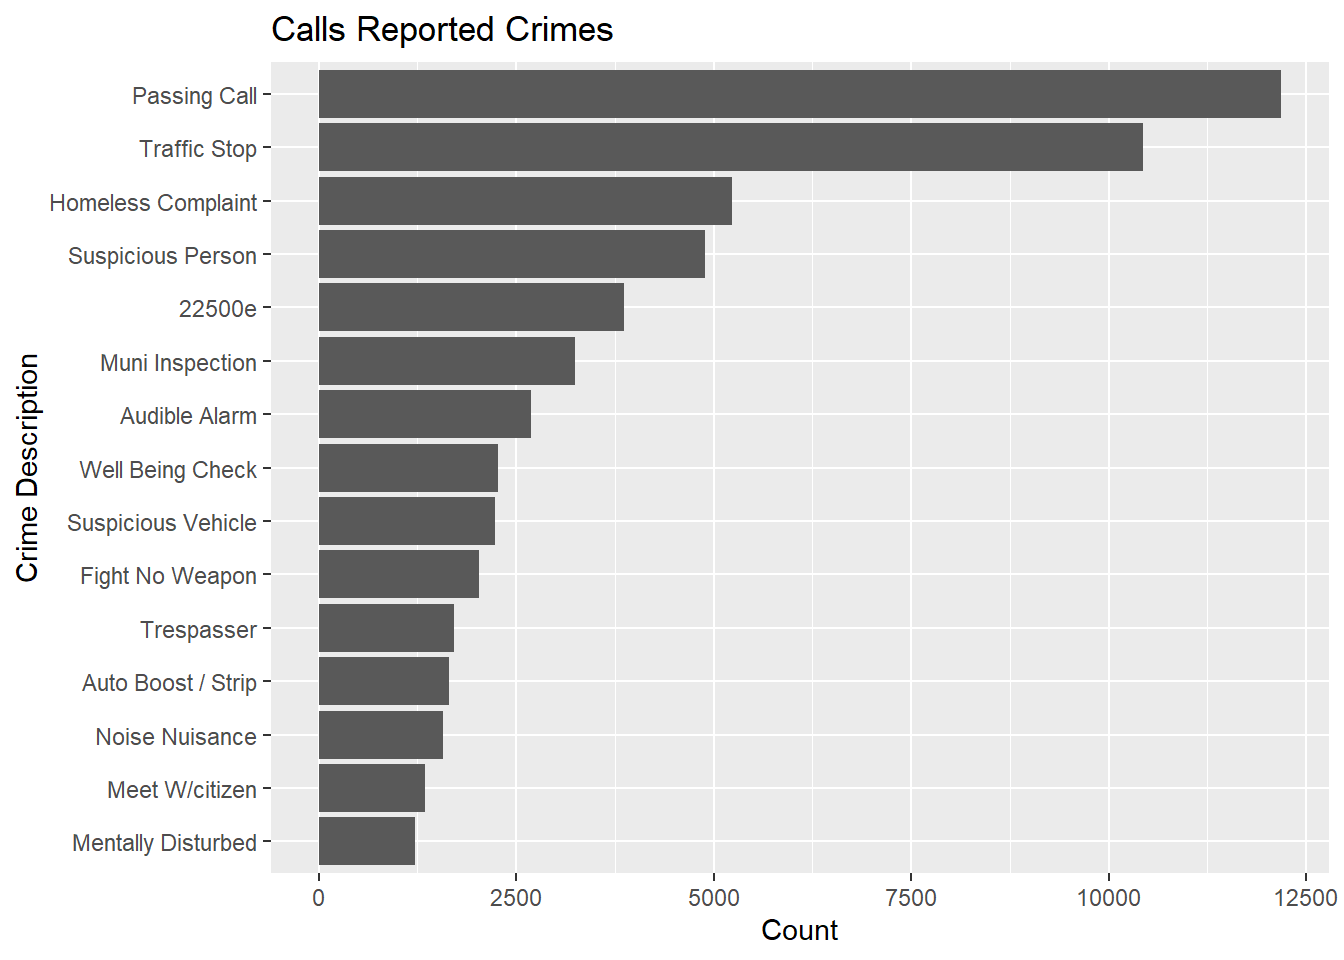 Calls Reported Crimes
Crime Description
Passing Call
Traffic Stop
Homeless Complaint
Suspicious Person
22500e
Muni Inspection
Audible Alarm
Well Being Check
Suspicious Vehicle
Fight No Weapon
Trespasser
Auto Boost / Strip
Noise Nuisance
Meet W/citizen
Mentally Disturbed
0 2500 5000 7500 10000 12500
Count